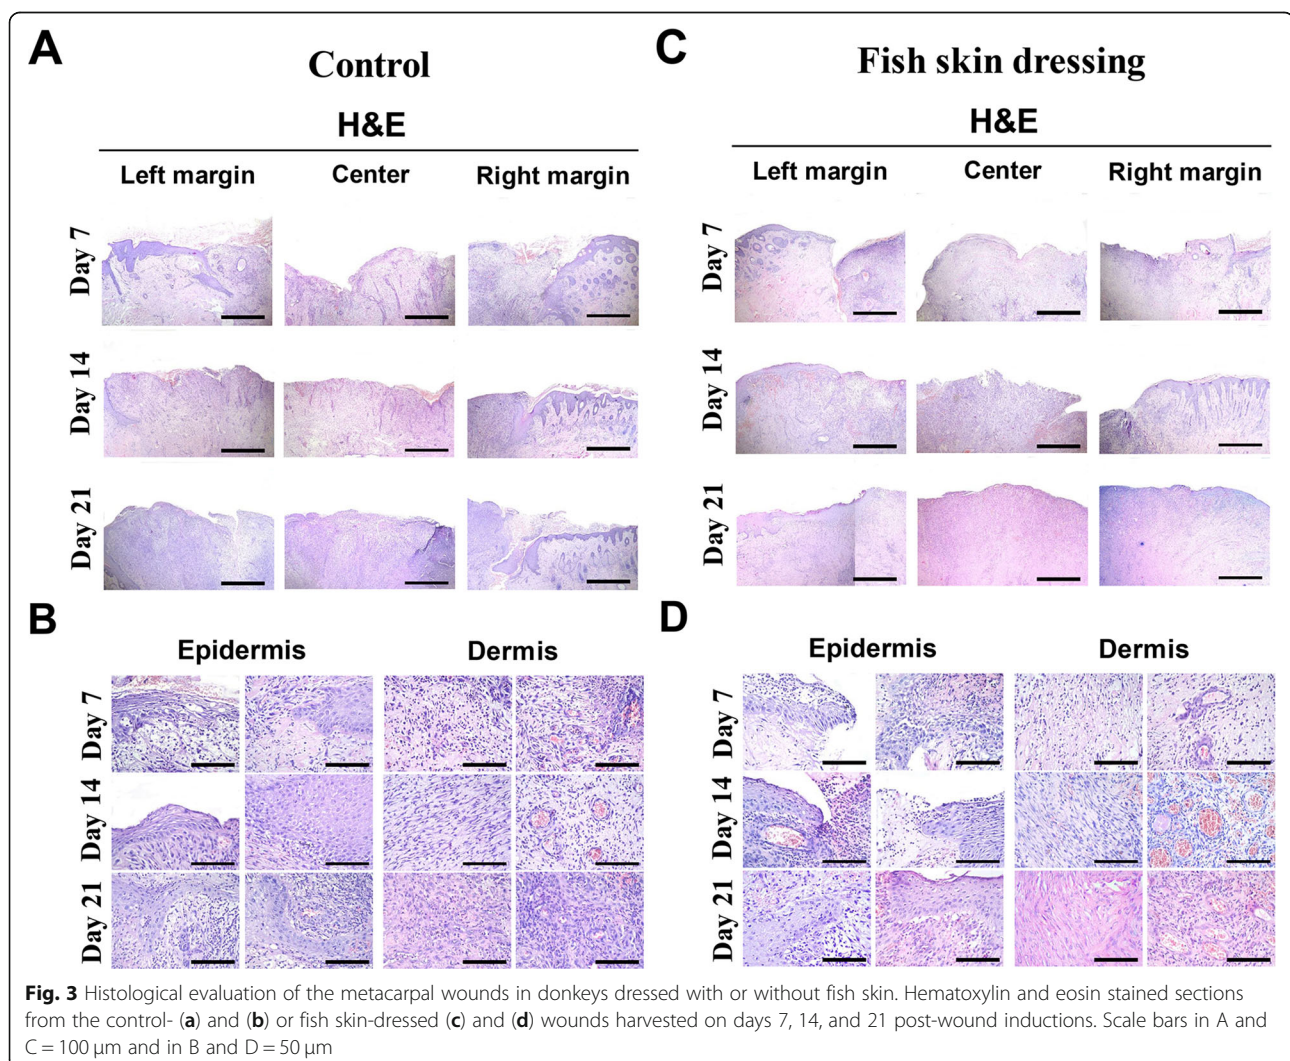 A
Control
H&E
Left margin Center Right margin
Day 7
Day 14
Day 21
C
Fish skin dressing
H&E
Left margin Center Right margin
Day 7
Day 14
Day 21
B
Epidermis Dermis
Day 7
Day 14
Day 21
D
Epidermis Dermis
Day 7
Day 14
Day 21
Fig. 3 Histological evaluation of the metacarpal wounds in donkeys dressed with or without fish skin. Hematoxylin and eosin stained sections
from the control- (a) and (b) or fish skin-dressed (c) and (d) wounds harvested on days 7, 14, and 21 post-wound inductions. Scale bars in A and
C = 100 μm and in B and D = 50 μm